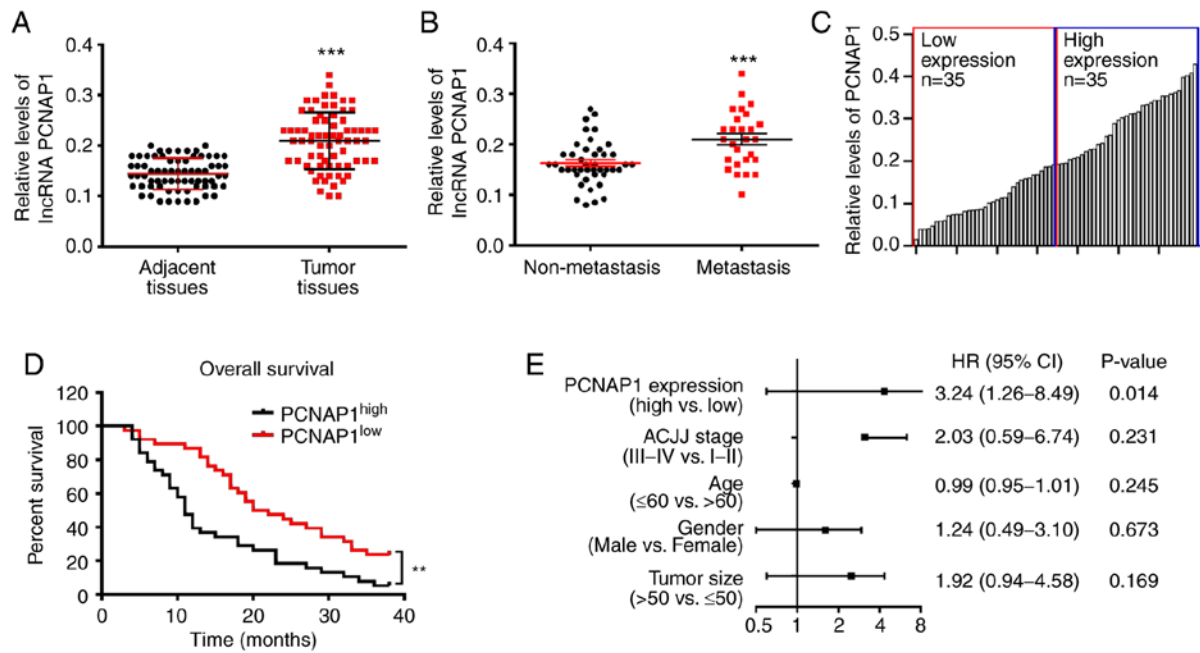 A
Relative levels of
lncRNA PCNAP1
0.4
0.3
0.2
0.1
0.0
***
Adjacent
tissues
Tumor
tissues
B
Relative levels of
lncRNA PCNAP1
0.4
0.3
0.2
0.1
0.0
***
Non-metastasis
Metastasis
C
Relative levels of PCNAP1
0.5
0.4
0.3
0.2
0.1
0.0
Low
expression
n=35
High
expression
n=35
D
Overall survival
Percent survival
120
100
80
60
40
20
0
PCNAP1high
PCNAP1low
**
0 10 20 30 40
Time (months)
E
HR (95% CI) P-value
PCNAP1 expression
(high vs. low)
3.24 (1.26–8.49) 0.014
ACJJ stage
(III–IV vs. I–II)
2.03 (0.59–6.74) 0.231
Age
(≤60 vs. >60)
0.99 (0.95–1.01) 0.245
Gender
(Male vs. Female)
1.24 (0.49–3.10) 0.673
Tumor size
(>50 vs. ≤50)
1.92 (0.94–4.58) 0.169
0.5 1 2 4 8